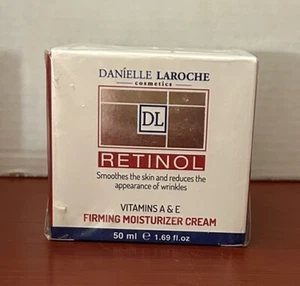 DANÍELLE LAROCHE
cosmetics
DL
RETINOL
Smoothes the skin and reduces the
appearance of wrinkles
VITAMINS A & E
FIRMING MOISTURIZER CREAM
50 ml ℮ 1.69 fl.oz